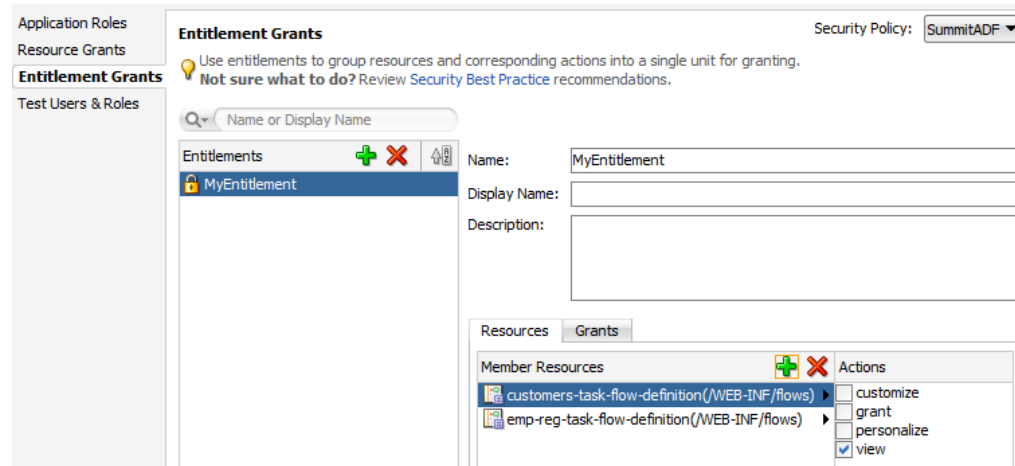 Application Roles
Resource Grants
Entitlement Grants
Test Users & Roles
Entitlement Grants
Security Policy: SummitADF
Use entitlements to group resources and corresponding actions into a single unit for granting.
Not sure what to do? Review Security Best Practice recommendations.
Name or Display Name
Entitlements
MyEntitlement
Name: MyEntitlement
Display Name:
Description:
Resources Grants
Member Resources
customers-task-flow-definition(/WEB-INF/flows)
emp-reg-task-flow-definition(/WEB-INF/flows)
Actions
customize
grant
personalize
view